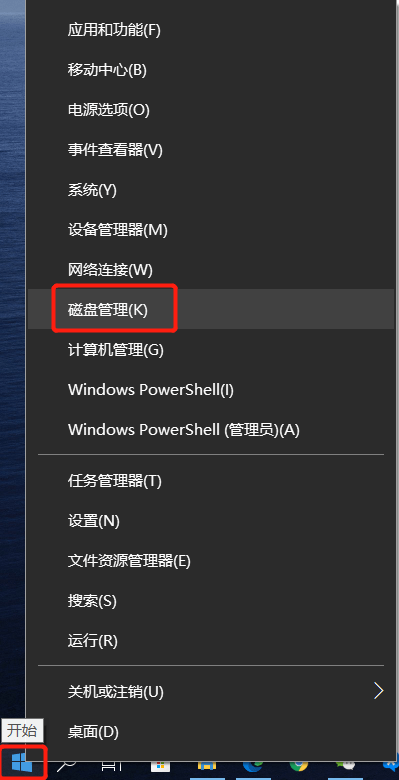 应用和功能(F)
移动中心(B)
电源选项(O)
事件查看器(V)
系统(Y)
设备管理器(M)
网络连接(W)
磁盘管理(K)
计算机管理(G)
Windows PowerShell(I)
Windows PowerShell (管理员)(A)
任务管理器(T)
设置(N)
文件资源管理器(E)
搜索(S)
运行(R)
关机或注销(U)
桌面(D)
开始